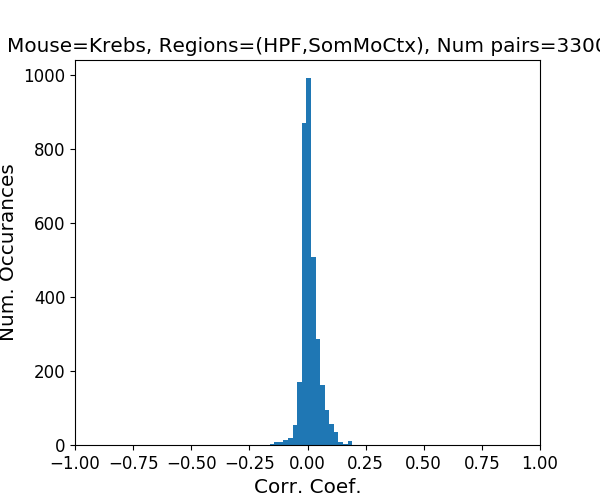 Mouse=Krebs, Regions=(HPF,SomMoCtx), Num pairs=3300
1000
800
600
400
200
0
Num. Occurances
−1.00 −0.75 −0.50 −0.25 0.00 0.25 0.50 0.75 1.00
Corr. Coef.